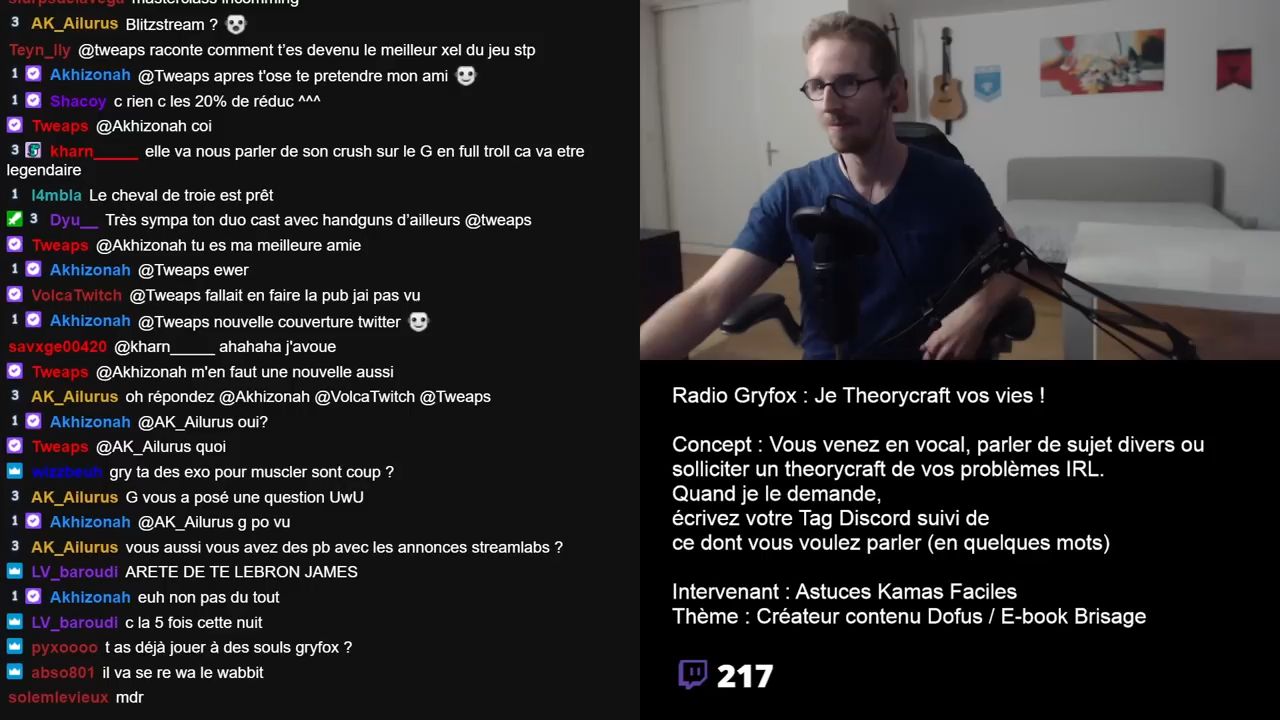 masterclass incoming
3 AK_Ailurus Blitzstream ?
Teyn_lly @tweaps raconte comment t'es devenu le meilleur xel du jeu stp
1 Akhizonah @Tweaps apres t'ose te pretendre mon ami
1 Shacoy c rien c les 20% de réduc ^^^
Tweaps @Akhizonah coi
3 kharn_____ elle va nous parler de son crush sur le G en full troll ca va etre
legendaire
1 l4mbla Le cheval de troie est prêt
3 Dyu__ Très sympa ton duo cast avec handguns d'ailleurs @tweaps
Tweaps @Akhizonah tu es ma meilleure amie
1 Akhizonah @Tweaps ewer
VolcaTwitch @Tweaps fallait en faire la pub jai pas vu
1 Akhizonah @Tweaps nouvelle couverture twitter
savxge00420 @kharn_____ ahahaha j'avoue
Tweaps @Akhizonah m'en faut une nouvelle aussi
3 AK_Ailurus oh répondez @Akhizonah @VolcaTwitch @Tweaps
1 Akhizonah @AK_Ailurus oui?
Tweaps @AK_Ailurus quoi
wizzbeuh gry ta des exo pour muscler sont coup ?
3 AK_Ailurus G vous a posé une question UwU
1 Akhizonah @AK_Ailurus g po vu
3 AK_Ailurus vous aussi vous avez des pb avec les annonces streamlabs ?
LV_baroudi ARETE DE TE LEBRON JAMES
1 Akhizonah euh non pas du tout
LV_baroudi c la 5 fois cette nuit
pyxoooo t as déjà jouer à des souls gryfox ?
abso801 il va se re wa le wabbit
solemlevieux mdr
Radio Gryfox : Je Theorycraft vos vies !
Concept : Vous venez en vocal, parler de sujet divers ou
solliciter un theorycraft de vos problèmes IRL.
Quand je le demande,
écrivez votre Tag Discord suivi de
ce dont vous voulez parler (en quelques mots)
Intervenant : Astuces Kamas Faciles
Thème : Créateur contenu Dofus / E-book Brisage
217